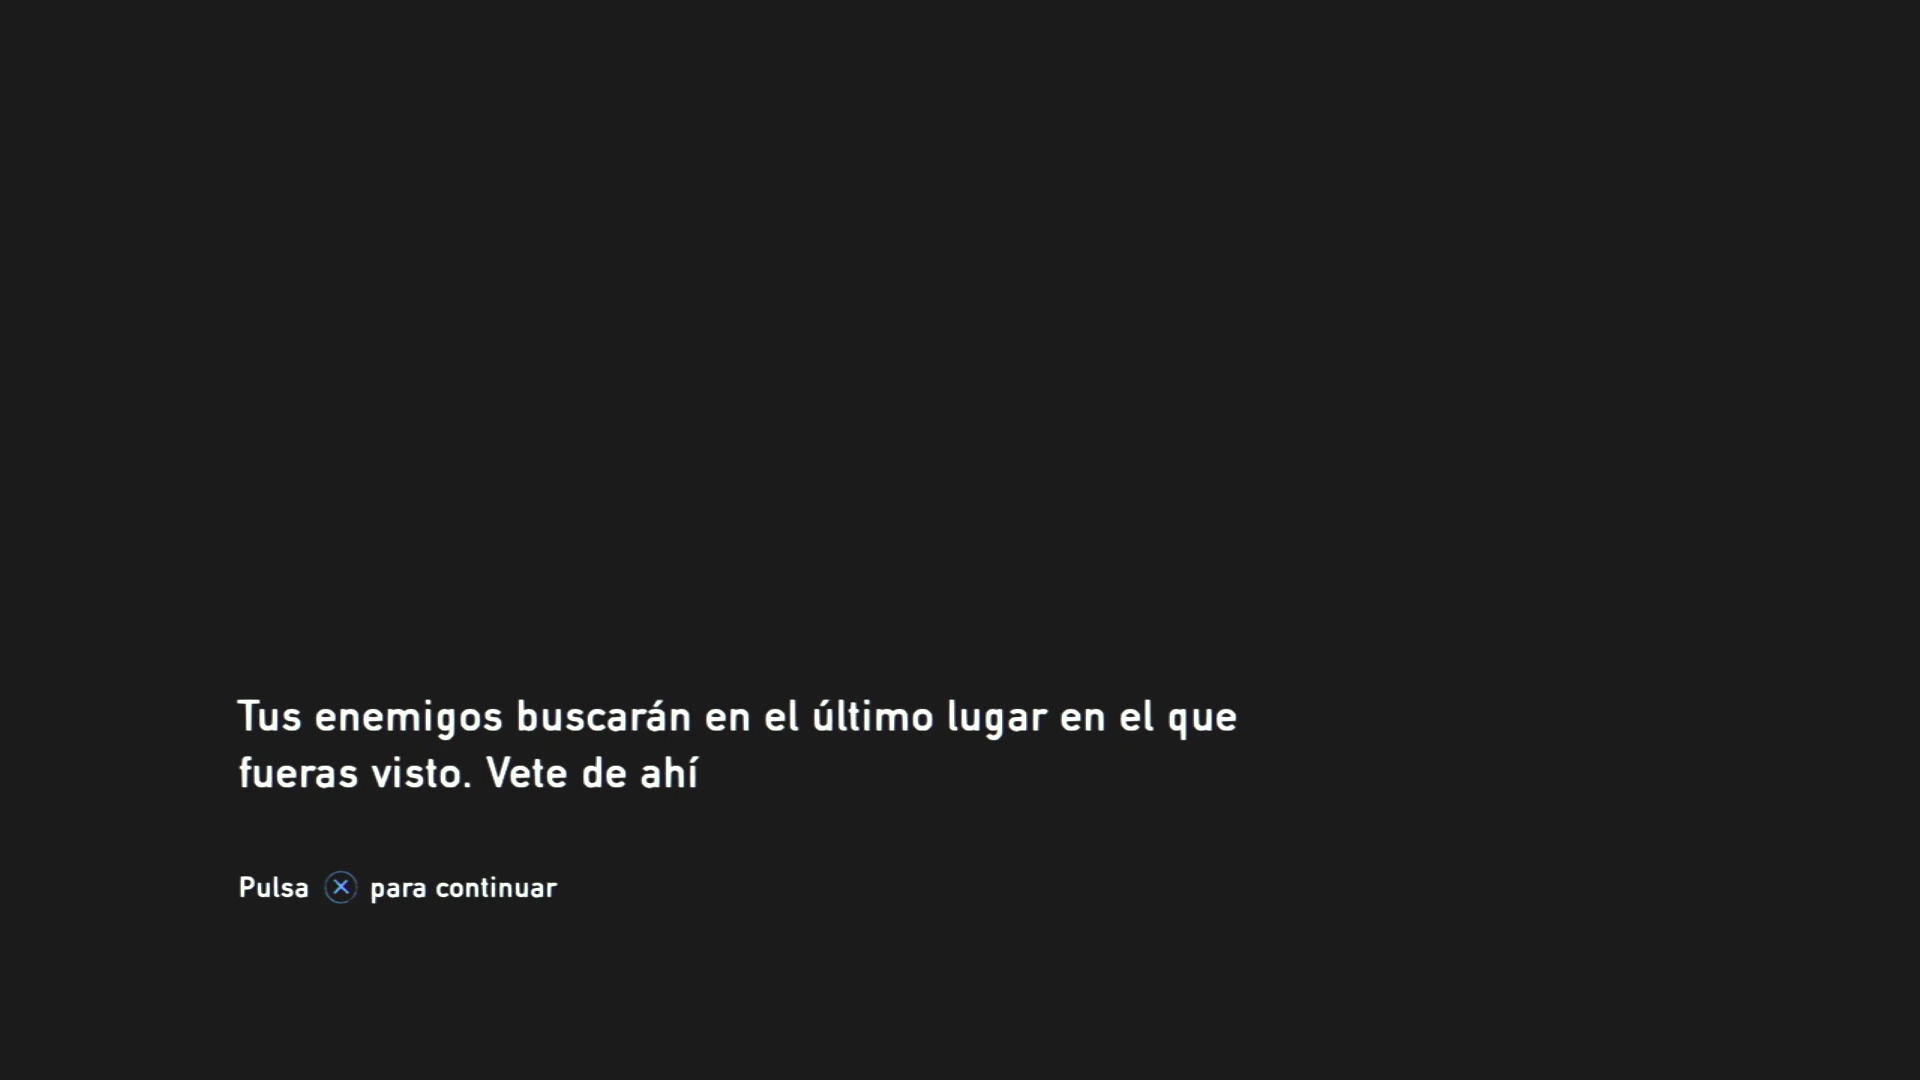 Tus enemigos buscarán en el último lugar en el que
fueras visto. Vete de ahí
Pulsa ⓧ para continuar